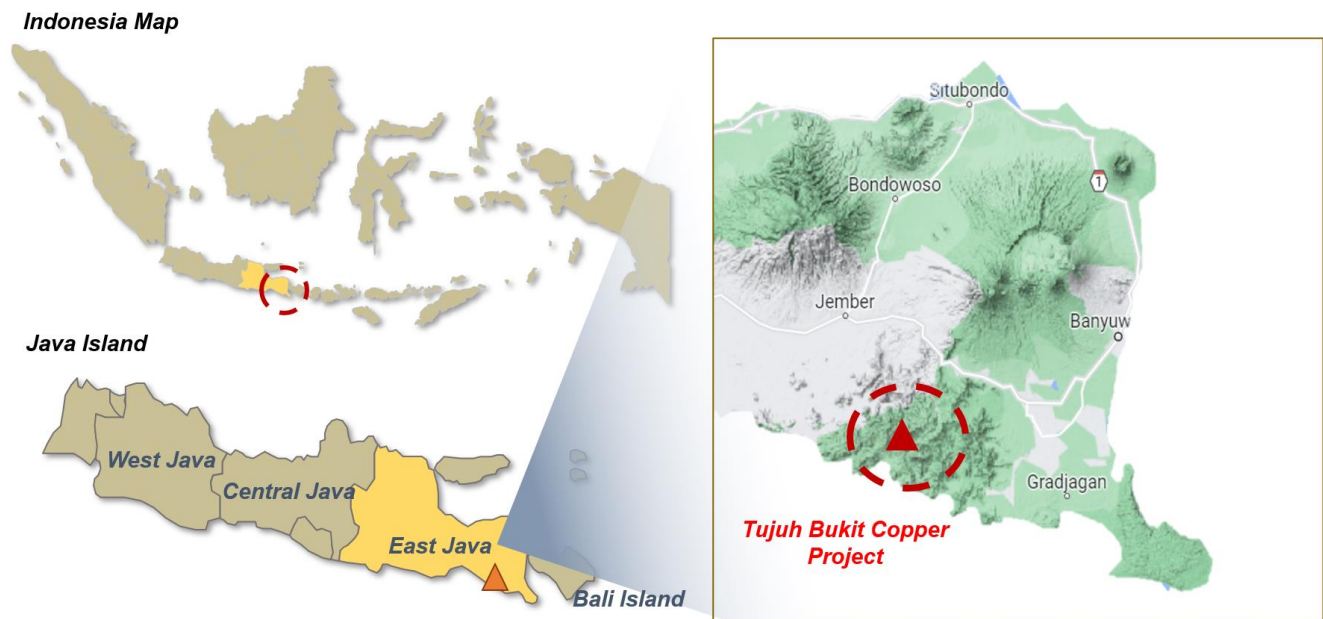 Indonesia Map
Java Island
West Java
Central Java
East Java
Bali Island
Situbondo
1
Bondowoso
Jember
Banyuw
Gradjagan
Tujuh Bukit Copper
Project